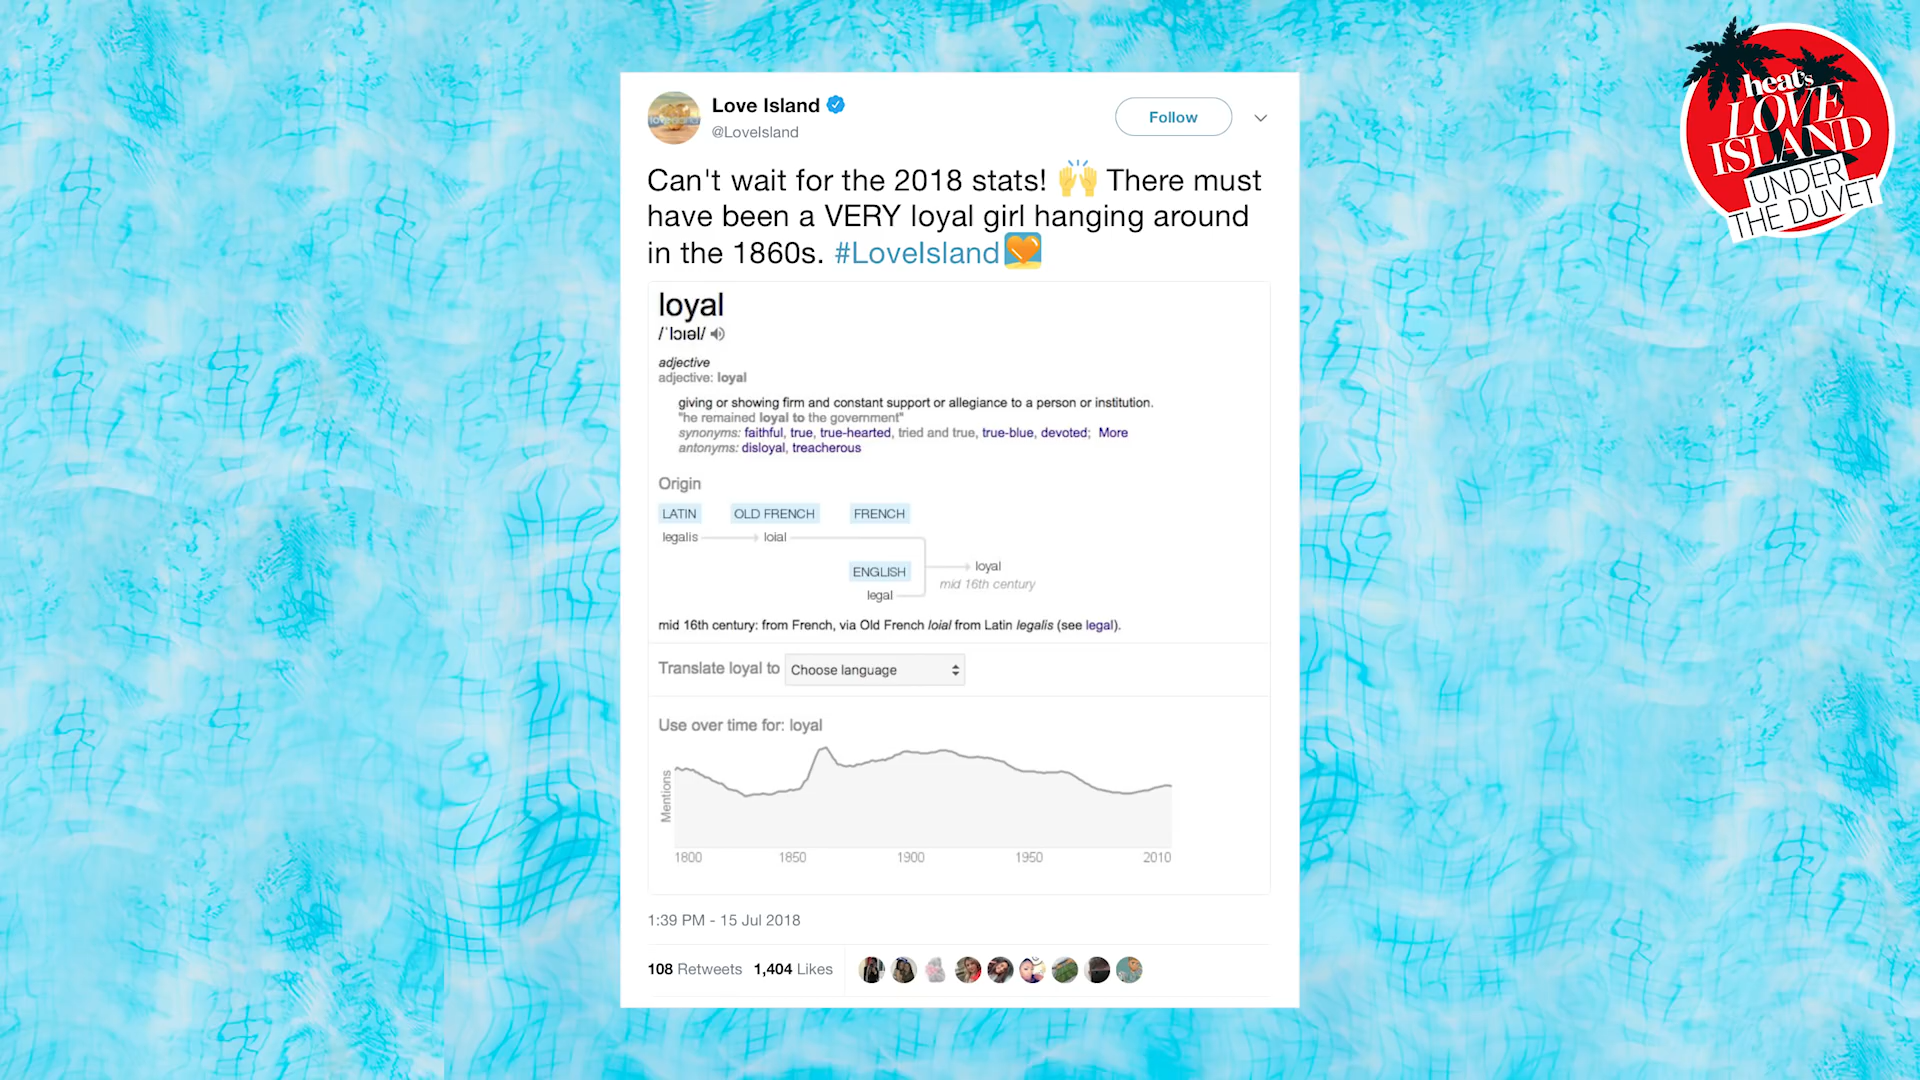 heat's
LOVE
ISLAND
UNDER
THE DUVET
Love Island
@LoveIsland
Follow
Can't wait for the 2018 stats! 🙌 There must
have been a VERY loyal girl hanging around
in the 1860s. #LoveIsland
loyal
/ˈlɔɪəl/
adjective
adjective: loyal
giving or showing firm and constant support or allegiance to a person or institution.
"he remained loyal to the government"
synonyms: faithful, true, true-hearted, tried and true, true-blue, devoted; More
antonyms: disloyal, treacherous
Origin
LATIN OLD FRENCH FRENCH
legalis loial
ENGLISH loyal
legal mid 16th century
mid 16th century: from French, via Old French loial from Latin legalis (see legal).
Translate loyal to Choose language
Use over time for: loyal
Mentions
1800 1850 1900 1950 2010
1:39 PM - 15 Jul 2018
108 Retweets 1,404 Likes